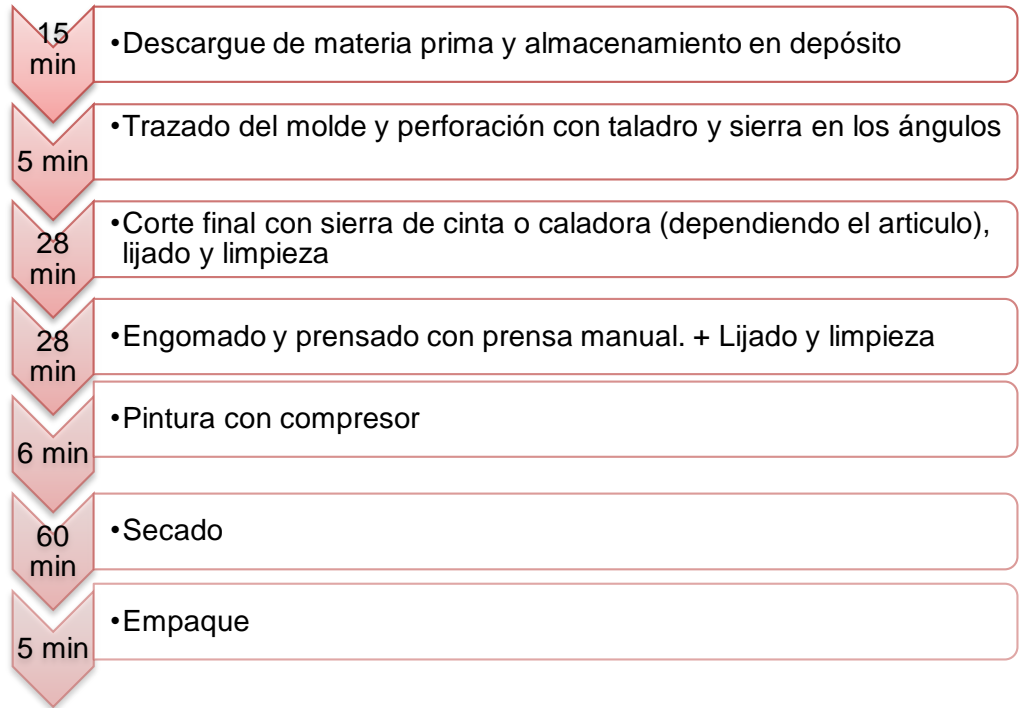 15
min
•Descargue de materia prima y almacenamiento en depósito
5 min
•Trazado del molde y perforación con taladro y sierra en los ángulos
28
min
•Corte final con sierra de cinta o caladora (dependiendo el articulo),
lijado y limpieza
28
min
•Engomado y prensado con prensa manual. + Lijado y limpieza
6 min
•Pintura con compresor
60
min
•Secado
5 min
•Empaque